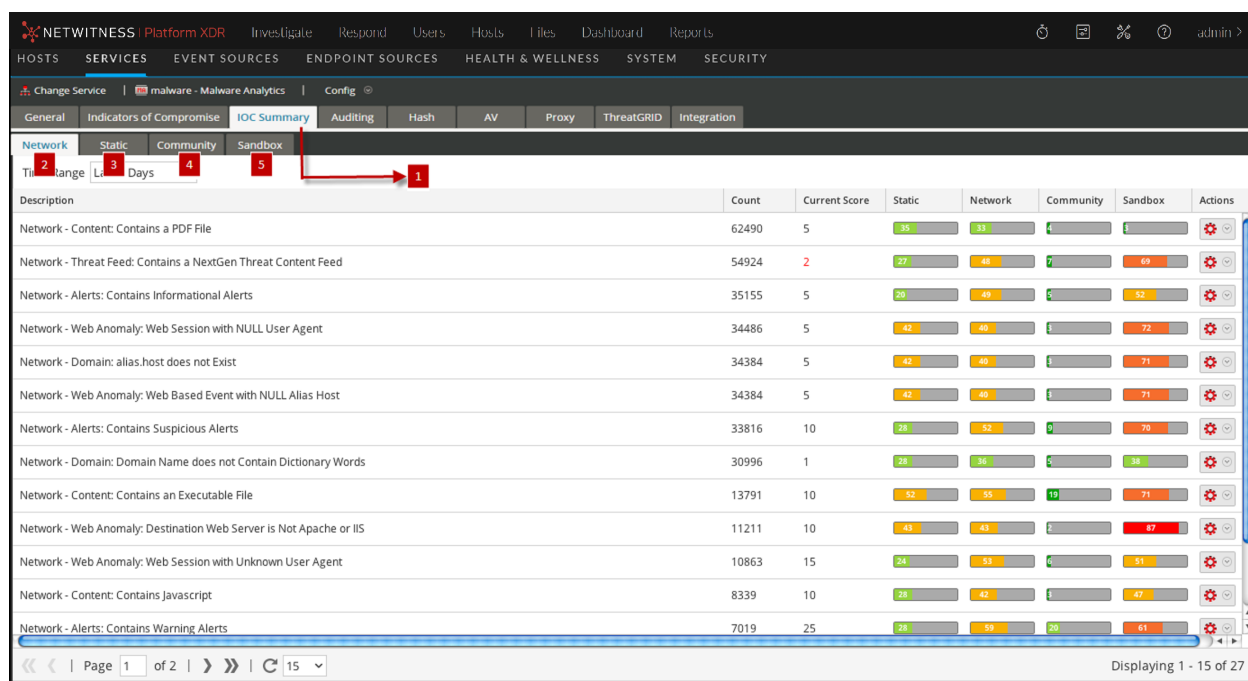 NETWITNESS Platform XDR Investigate Respond Users Hosts Files Dashboard Reports admin >
HOSTS SERVICES EVENT SOURCES ENDPOINT SOURCES HEALTH & WELLNESS SYSTEM SECURITY
Change Service | malware - Malware Analytics | Config
General Indicators of Compromise IOC Summary Auditing Hash AV Proxy ThreatGRID Integration
Network Static Community Sandbox
2 3 4 5
Range Days 1
Description Count Current Score Static Network Community Sandbox Actions
Network - Content: Contains a PDF File 62490 5 35 33 4 3
Network - Threat Feed: Contains a NextGen Threat Content Feed 54924 2 27 48 7 69
Network - Alerts: Contains Informational Alerts 35155 5 20 49 5 52
Network - Web Anomaly: Web Session with NULL User Agent 34486 5 42 40 3 72
Network - Domain: alias.host does not Exist 34384 5 42 40 3 71
Network - Web Anomaly: Web Based Event with NULL Alias Host 34384 5 42 40 3 71
Network - Alerts: Contains Suspicious Alerts 33816 10 28 52 9 70
Network - Domain: Domain Name does not Contain Dictionary Words 30996 1 28 36 5 38
Network - Content: Contains an Executable File 13791 10 52 55 19 71
Network - Web Anomaly: Destination Web Server is Not Apache or IIS 11211 10 43 43 2 87
Network - Web Anomaly: Web Session with Unknown User Agent 10863 15 24 53 6 51
Network - Content: Contains Javascript 8339 10 28 42 3 47
Network - Alerts: Contains Warning Alerts 7019 25 28 59 20 61
Page 1 of 2 | 15 Displaying 1 - 15 of 27